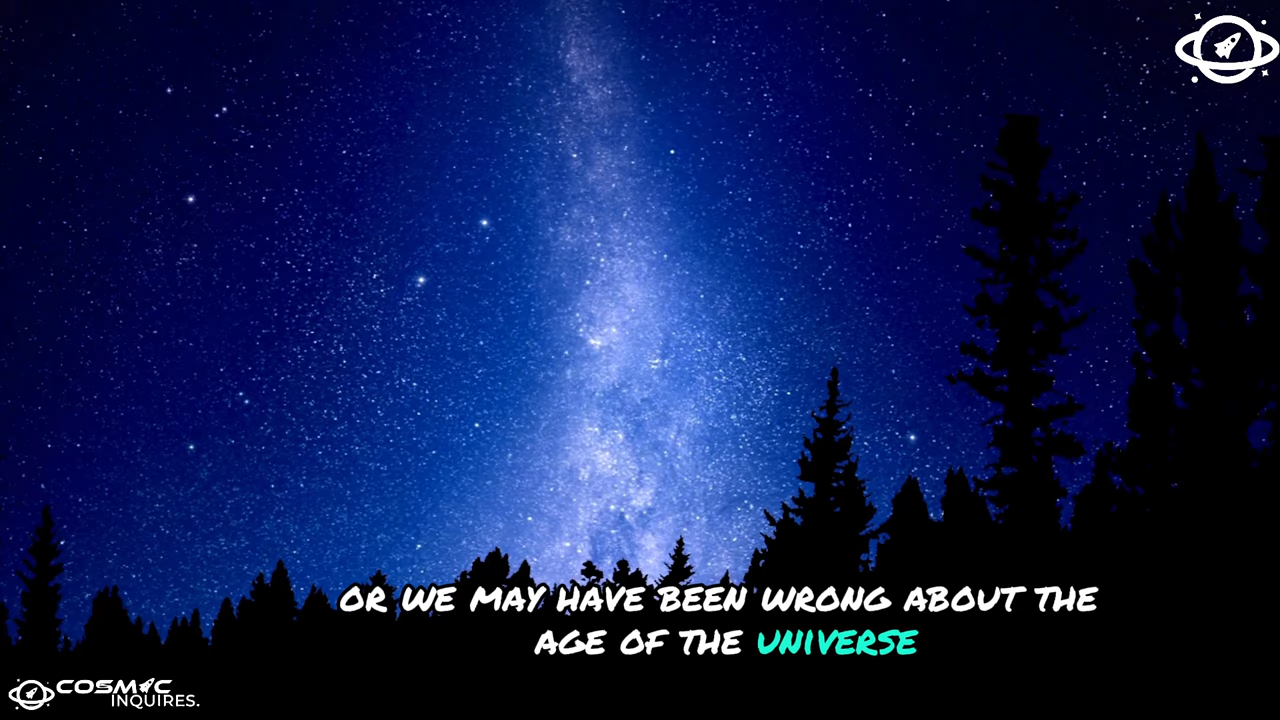 OR WE MAY HAVE BEEN WRONG ABOUT THE
AGE OF THE UNIVERSE
COSMIC
INQUIRES.